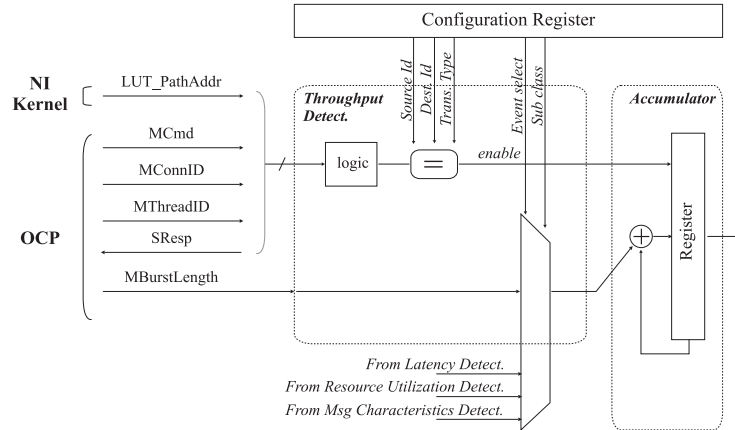 Configuration Register
NI
Kernel
LUT_PathAddr
Throughput
Detect.
Source Id
Dest. Id
Trans. Type
Event select
Sub class
Accumulator
MCmd
MConnID
logic
=
enable
MThreadID
OCP
SResp
Register
+
MBurstLength
From Latency Detect.
From Resource Utilization Detect.
From Msg Characteristics Detect.